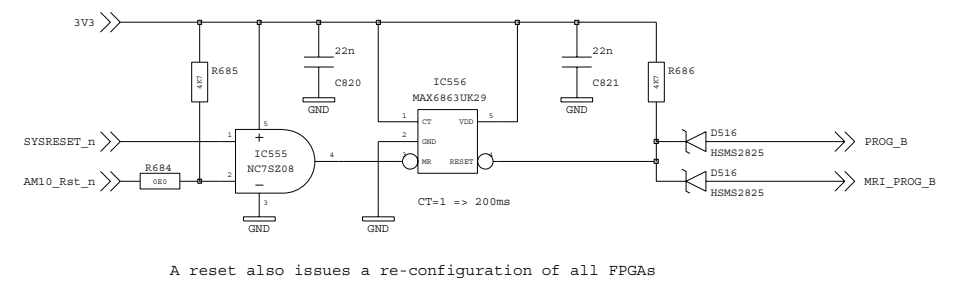 3V3
R685
4K7
22n
C820
GND
IC556
MAX6863UK29
22n
C821
GND
R686
4K7
1
CT
VDD
5
2
GND
3
MR
RESET
4
CT=1 => 200ms
SYSRESET_n
1
5
+
IC555
NC7SZ08
4
R684
0E0
AM10_Rst_n
2
3
GND
GND
D516
HSMS2825
PROG_B
D516
HSMS2825
MRI_PROG_B
A reset also issues a re-configuration of all FPGAs